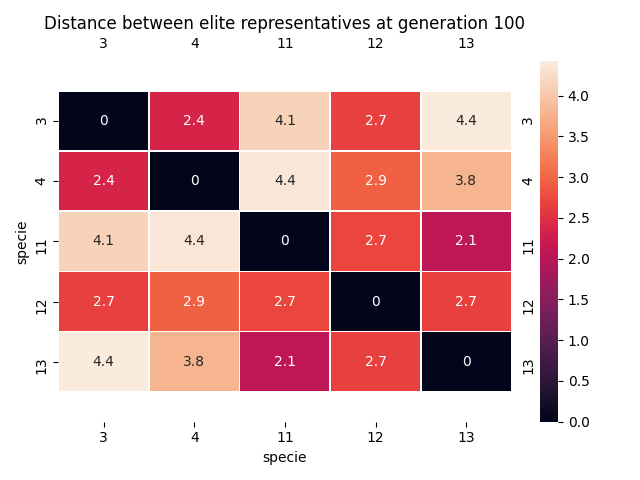 Distance between elite representatives at generation 100
3 4 11 12 13
3 0 2.4 4.1 2.7 4.4 3
4 2.4 0 4.4 2.9 3.8 4
11 4.1 4.4 0 2.7 2.1 11
12 2.7 2.9 2.7 0 2.7 12
13 4.4 3.8 2.1 2.7 0 13
3 4 11 12 13
specie
specie
4.0
3.5
3.0
2.5
2.0
1.5
1.0
0.5
0.0